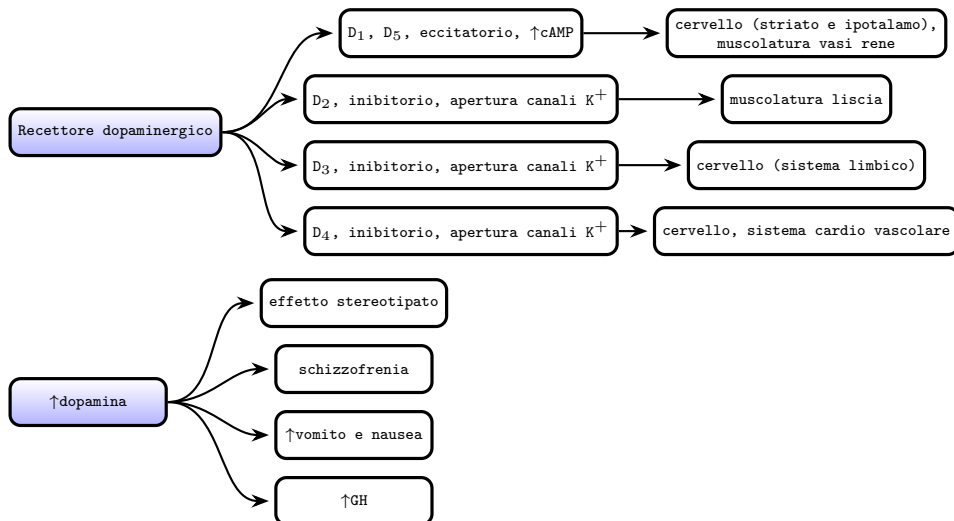 Recettore dopaminergico
D₁, D₅, eccitatorio, ↑cAMP
cervello (striato e ipotalamo),
muscolatura vasi rene
D₂, inibitorio, apertura canali K⁺
muscolatura liscia
D₃, inibitorio, apertura canali K⁺
cervello (sistema limbico)
D₄, inibitorio, apertura canali K⁺
cervello, sistema cardio vascolare
↑dopamina
effetto stereotipato
schizzofrenia
↑vomito e nausea
↑GH